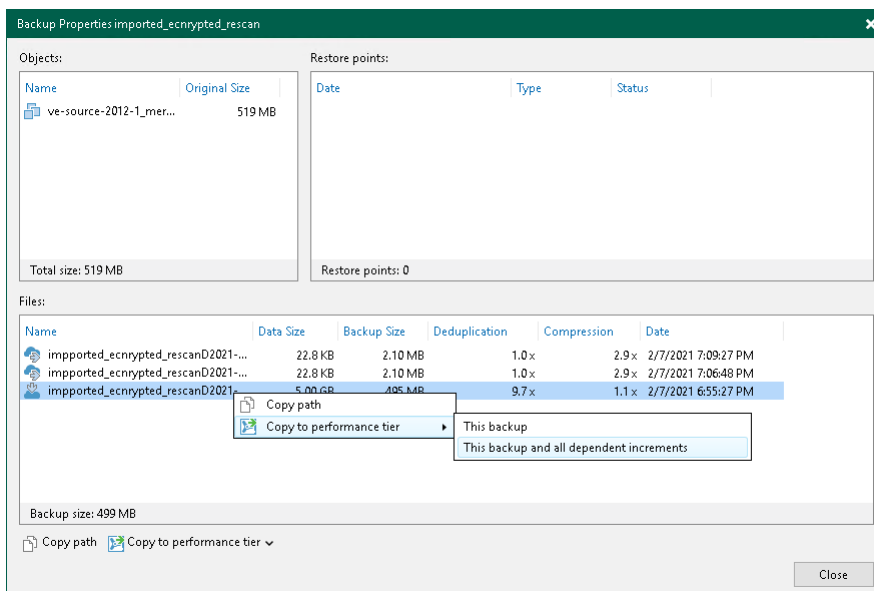 Backup Properties imported_ecnrypted_rescan
Objects:
Name Original Size
ve-source-2012-1_mer... 519 MB
Total size: 519 MB
Restore points:
Date Type Status
Restore points: 0
Files:
Name Data Size Backup Size Deduplication Compression Date
impported_ecnrypted_rescanD2021-... 22.8 KB 2.10 MB 1.0 x 2.9 x 2/7/2021 7:09:27 PM
impported_ecnrypted_rescanD2021-... 22.8 KB 2.10 MB 1.0 x 2.9 x 2/7/2021 7:06:48 PM
impported_ecnrypted_rescanD2021- 5.00 GB 495 MB 9.7 x 1.1 x 2/7/2021 6:55:27 PM
Copy path
Copy to performance tier
This backup
This backup and all dependent increments
Backup size: 499 MB
Copy path Copy to performance tier
Close